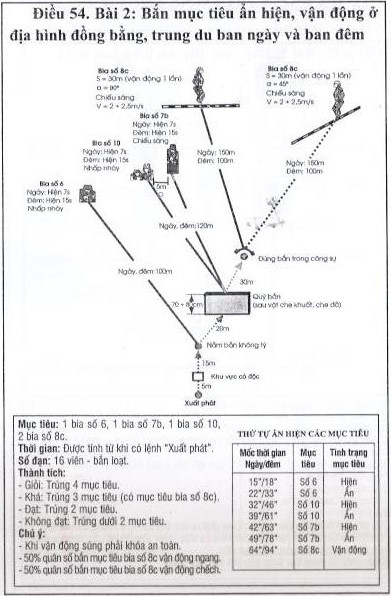 Điều 54. Bài 2: Bắn mục tiêu ẩn hiện, vận động ở
địa hình đồng bằng, trung du ban ngày và ban đêm
Bia số 8c
S = 30m (vận động 1 lần)
α = 90°
Chiếu sáng
V = 2 ÷ 2,5m/s
Bia số 8c
S = 30m (vận động 1 lần)
α = 45°
Chiếu sáng
V = 2 ÷ 2,5m/s
Bia số 7b
Ngày: Hiện 7s
Đêm: Hiện 15s
Chiếu sáng
Bia số 10
Ngày: Hiện 7s
Đêm: Hiện 15s
Nhấp nháy
Bia số 6
Ngày: Hiện 7s
Đêm: Hiện 15s
Nhấp nháy
5m
Ngày: 150m
Đêm: 100m
Ngày: 150m
Đêm: 100m
Ngày, đêm:120m
Ngày, đêm: 100m
Đứng bắn trong công sự
30m
Quỳ bắn
(sau vật che khuất, che đỡ)
20m
Nằm bắn không tỳ
15m
Khu vực cổ độc
5m
Xuất phát
Mục tiêu: 1 bia số 6, 1 bia số 7b, 1 bia số 10,
2 bia số 8c.
Thời gian: Được tính từ khi có lệnh “Xuất phát”.
Số đạn: 16 viên - bắn loạt.
Thành tích:
- Giỏi: Trúng 4 mục tiêu.
- Khá: Trúng 3 mục tiêu (có mục tiêu bia số 8c).
- Đạt: Trúng 2 mục tiêu.
- Không đạt: Trúng dưới 2 mục tiêu.
Chú ý:
- Khi vận động súng phải khóa an toàn.
- 50% quân số bắn mục tiêu bia số 8c vận động ngang.
- 50% quân số bắn mục tiêu bia số 8c vận động chếch.
THỨ TỰ ẨN HIỆN CÁC MỤC TIÊU
Mốc thời gian Ngày/đêm Mục tiêu Tình trạng mục tiêu
15"/18" Số 6 Hiện
22"/33" Số 6 Ẩn
32"/46" Số 10 Hiện
39"/61" Số 10 Ẩn
42"/63" Số 7b Hiện
49"/78" Số 7b Ẩn
64"/94" Số 8c Vận động